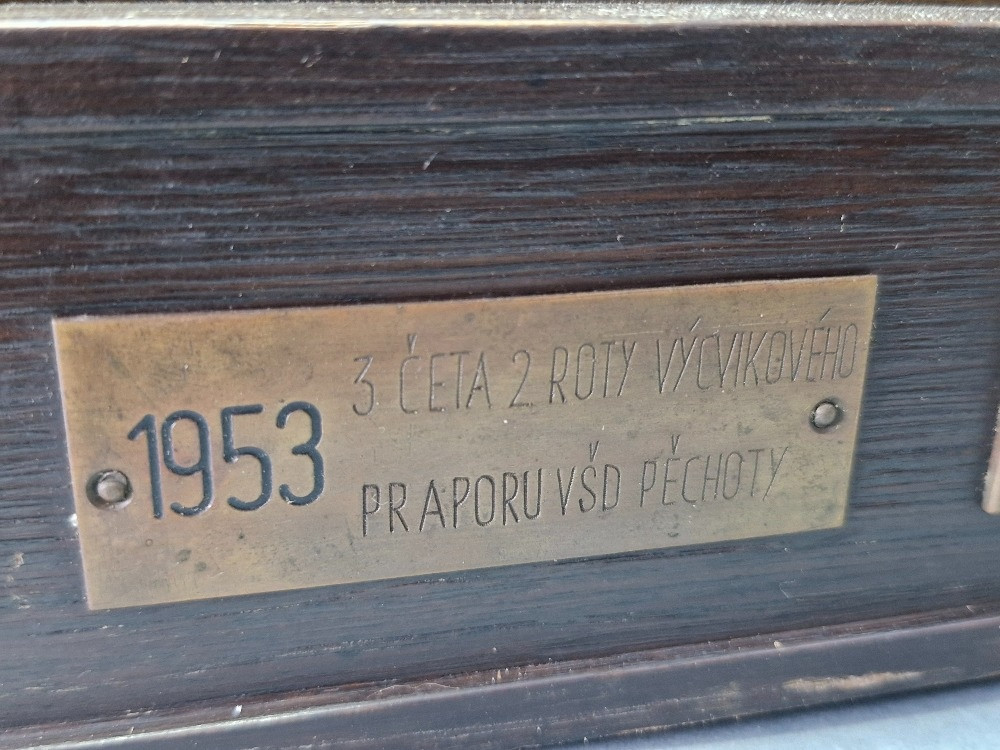 1953
3 ČETA 2 ROTY VÝCVIKOVÉHO
PRAPORU VŠD PĚCHOTY